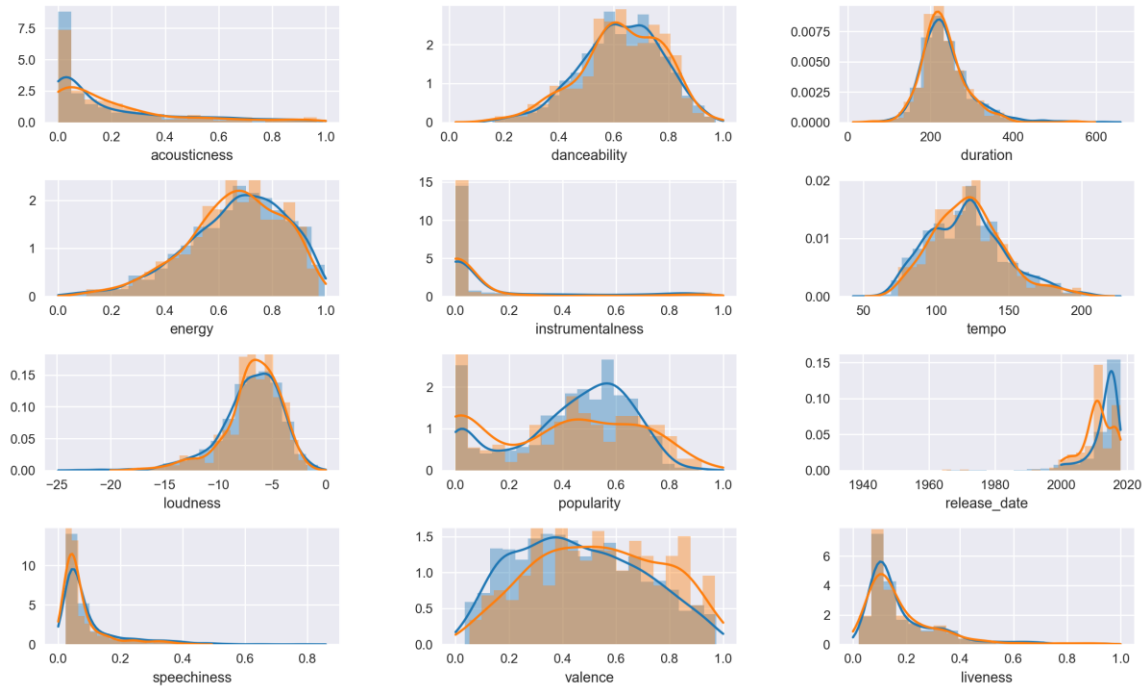 7.5
5.0
2.5
0.0
0.0 0.2 0.4 0.6 0.8 1.0
acousticness
2
1
0
0.0 0.2 0.4 0.6 0.8 1.0
danceability
0.0075
0.0050
0.0025
0.0000
0 200 400 600
duration
2
1
0
0.0 0.2 0.4 0.6 0.8 1.0
energy
15
10
5
0
0.0 0.2 0.4 0.6 0.8 1.0
instrumentalness
0.02
0.01
0.00
50 100 150 200
tempo
0.15
0.10
0.05
0.00
−25 −20 −15 −10 −5 0
loudness
2
1
0
0.0 0.2 0.4 0.6 0.8 1.0
popularity
0.15
0.10
0.05
0.00
1940 1960 1980 2000 2020
release_date
10
5
0
0.0 0.2 0.4 0.6 0.8
speechiness
1.5
1.0
0.5
0.0
0.0 0.2 0.4 0.6 0.8 1.0
valence
6
4
2
0
0.0 0.2 0.4 0.6 0.8 1.0
liveness